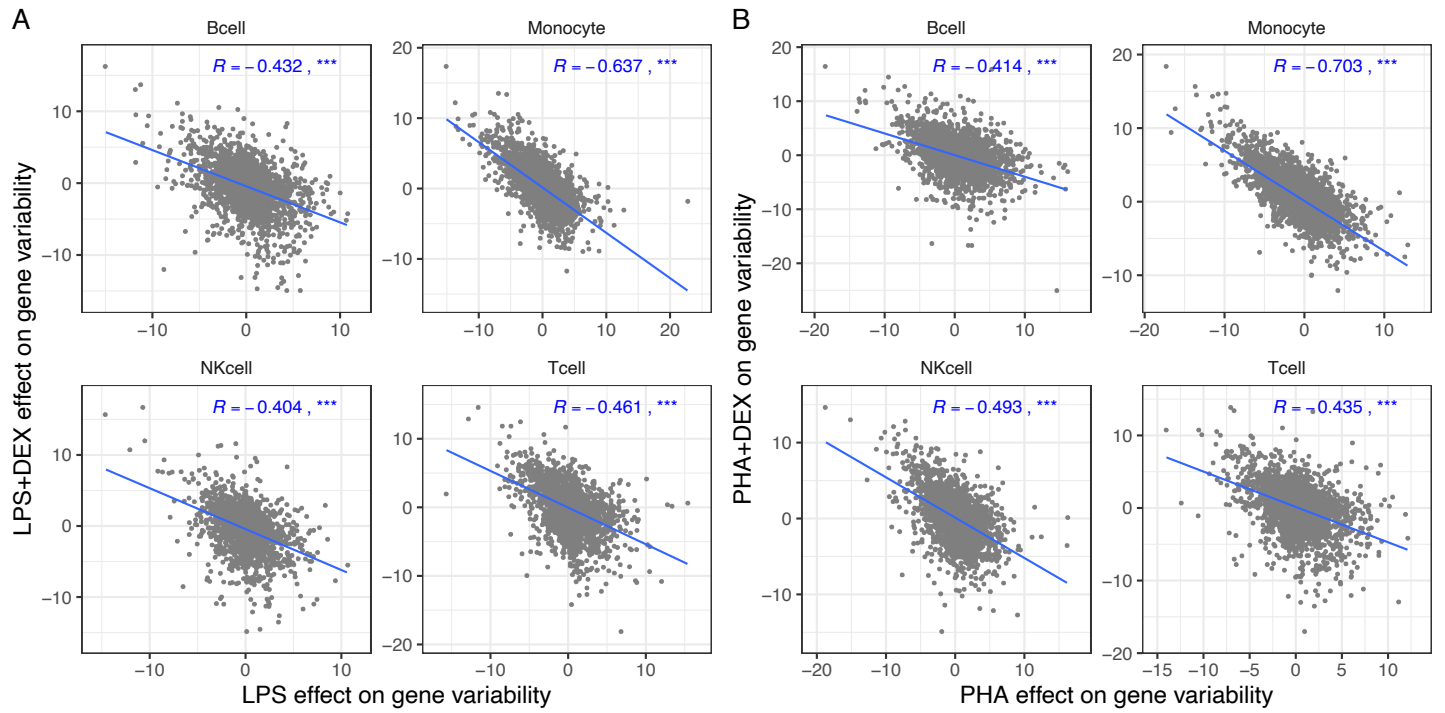 A
Bcell
Monocyte
R = −0.432 , ***
R = −0.637 , ***
10
0
−10
20
10
0
−10
−10 0 10
−10 0 10 20
NKcell
Tcell
R = −0.404 , ***
R = −0.461 , ***
10
0
−10
10
0
−10
−20
−10 0 10
−10 0 10
LPS+DEX effect on gene variability
LPS effect on gene variability
B
Bcell
Monocyte
R = −0.414 , ***
R = −0.703 , ***
20
10
0
−10
−20
20
10
0
−10
−20 −10 0 10
−20 −10 0 10
NKcell
Tcell
R = −0.493 , ***
R = −0.435 , ***
10
0
−10
10
0
−10
−20
−20 −10 0 10
−15 −10 −5 0 5 10
PHA+DEX on gene variability
PHA effect on gene variability